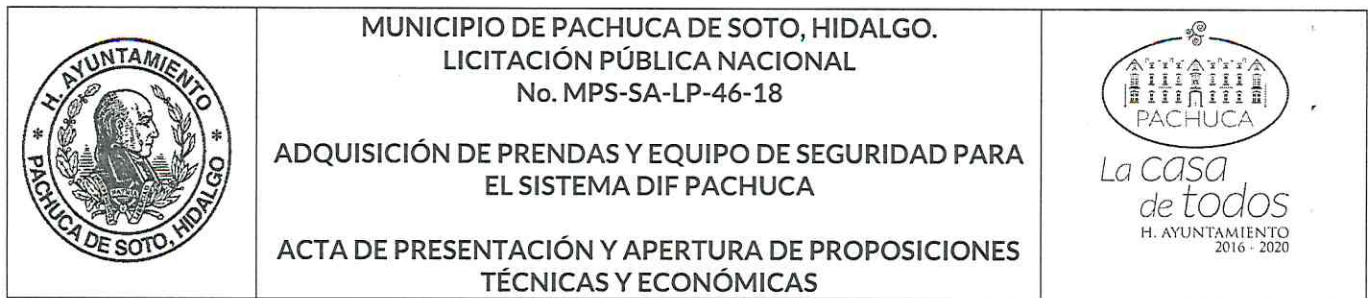 H. AYUNTAMIENTO
PACHUCA DE SOTO, HIDALGO
PATRIA
MUNICIPIO DE PACHUCA DE SOTO, HIDALGO.
LICITACIÓN PÚBLICA NACIONAL
No. MPS-SA-LP-46-18
ADQUISICIÓN DE PRENDAS Y EQUIPO DE SEGURIDAD PARA
EL SISTEMA DIF PACHUCA
ACTA DE PRESENTACIÓN Y APERTURA DE PROPOSICIONES
TÉCNICAS Y ECONÓMICAS
PACHUCA
La casa
de todos
H. AYUNTAMIENTO
2016 - 2020